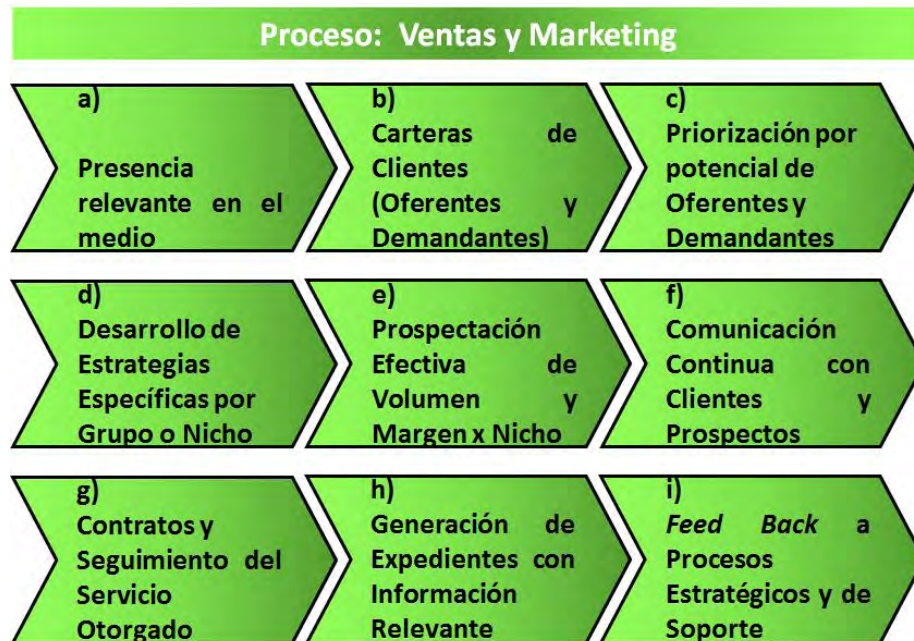 Proceso: Ventas y Marketing
a)
Presencia
relevante en el
medio
b)
Carteras de
Clientes
(Oferentes y
Demandantes)
c)
Priorización por
potencial de
Oferentes y
Demandantes
d)
Desarrollo de
Estrategias
Específicas por
Grupo o Nicho
e)
Prospectación
Efectiva de
Volumen y
Margen x Nicho
f)
Comunicación
Continua con
Clientes y
Prospectos
g)
Contratos y
Seguimiento del
Servicio
Otorgado
h)
Generación de
Expedientes con
Información
Relevante
i)
Feed Back a
Procesos
Estratégicos y de
Soporte